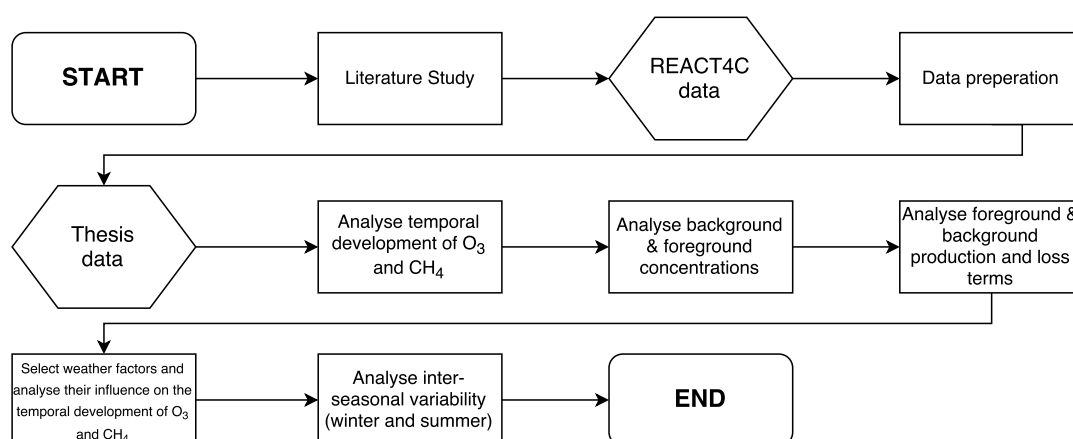 START
Literature Study
REACT4C
data
Data preperation
Thesis
data
Analyse temporal
development of O₃
and CH₄
Analyse background
& foreground
concentrations
Analyse foreground &
background
production and loss
terms
Select weather factors and
analyse their influence on the
temporal development of O₃
and CH₄
Analyse inter-
seasonal variability
(winter and summer)
END